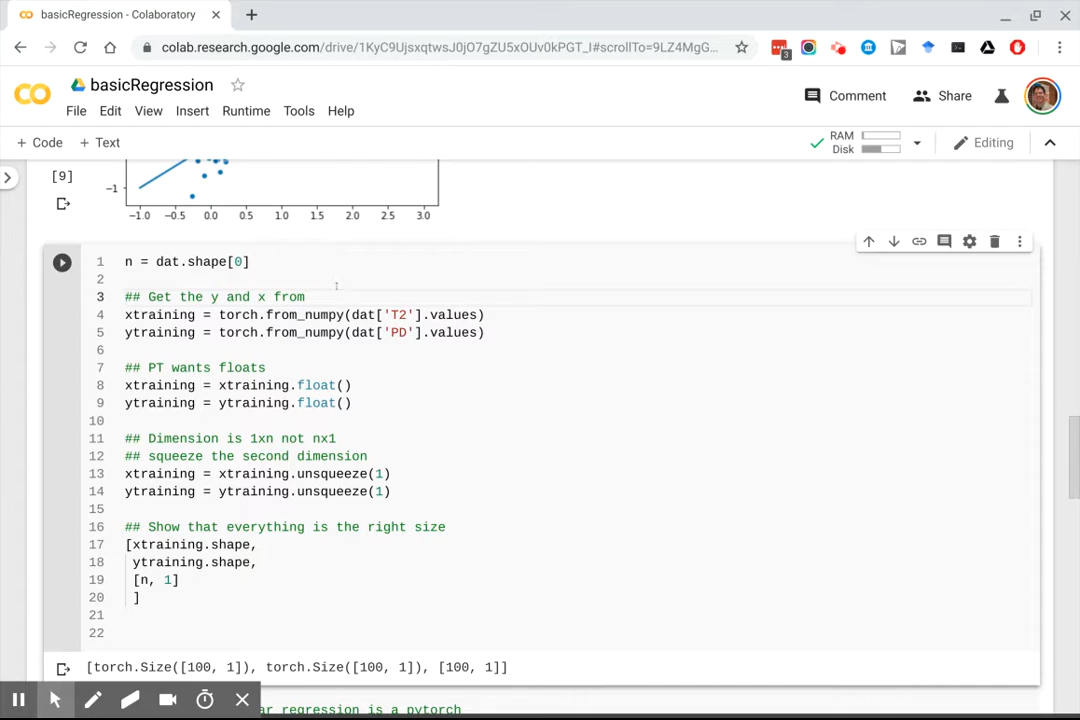 basicRegression - Colaboratory
colab.research.google.com/drive/1KyC9UjsxqtwsJ0jO7gZU5xOUv0kPGT_I#scrollTo=9LZ4MgG...
3
basicRegression
Comment
Share
File Edit View Insert Runtime Tools Help
+ Code + Text
RAM
Disk
Editing
[9]
−1
−1.0 −0.5 0.0 0.5 1.0 1.5 2.0 2.5 3.0
1 n = dat.shape[0]
2
3 ## Get the y and x from
4 xtraining = torch.from_numpy(dat['T2'].values)
5 ytraining = torch.from_numpy(dat['PD'].values)
6
7 ## PT wants floats
8 xtraining = xtraining.float()
9 ytraining = ytraining.float()
10
11 ## Dimension is 1xn not nx1
12 ## squeeze the second dimension
13 xtraining = xtraining.unsqueeze(1)
14 ytraining = ytraining.unsqueeze(1)
15
16 ## Show that everything is the right size
17 [xtraining.shape,
18 ytraining.shape,
19 [n, 1]
20 ]
21
22
[torch.Size([100, 1]), torch.Size([100, 1]), [100, 1]]
regression is a pytorch